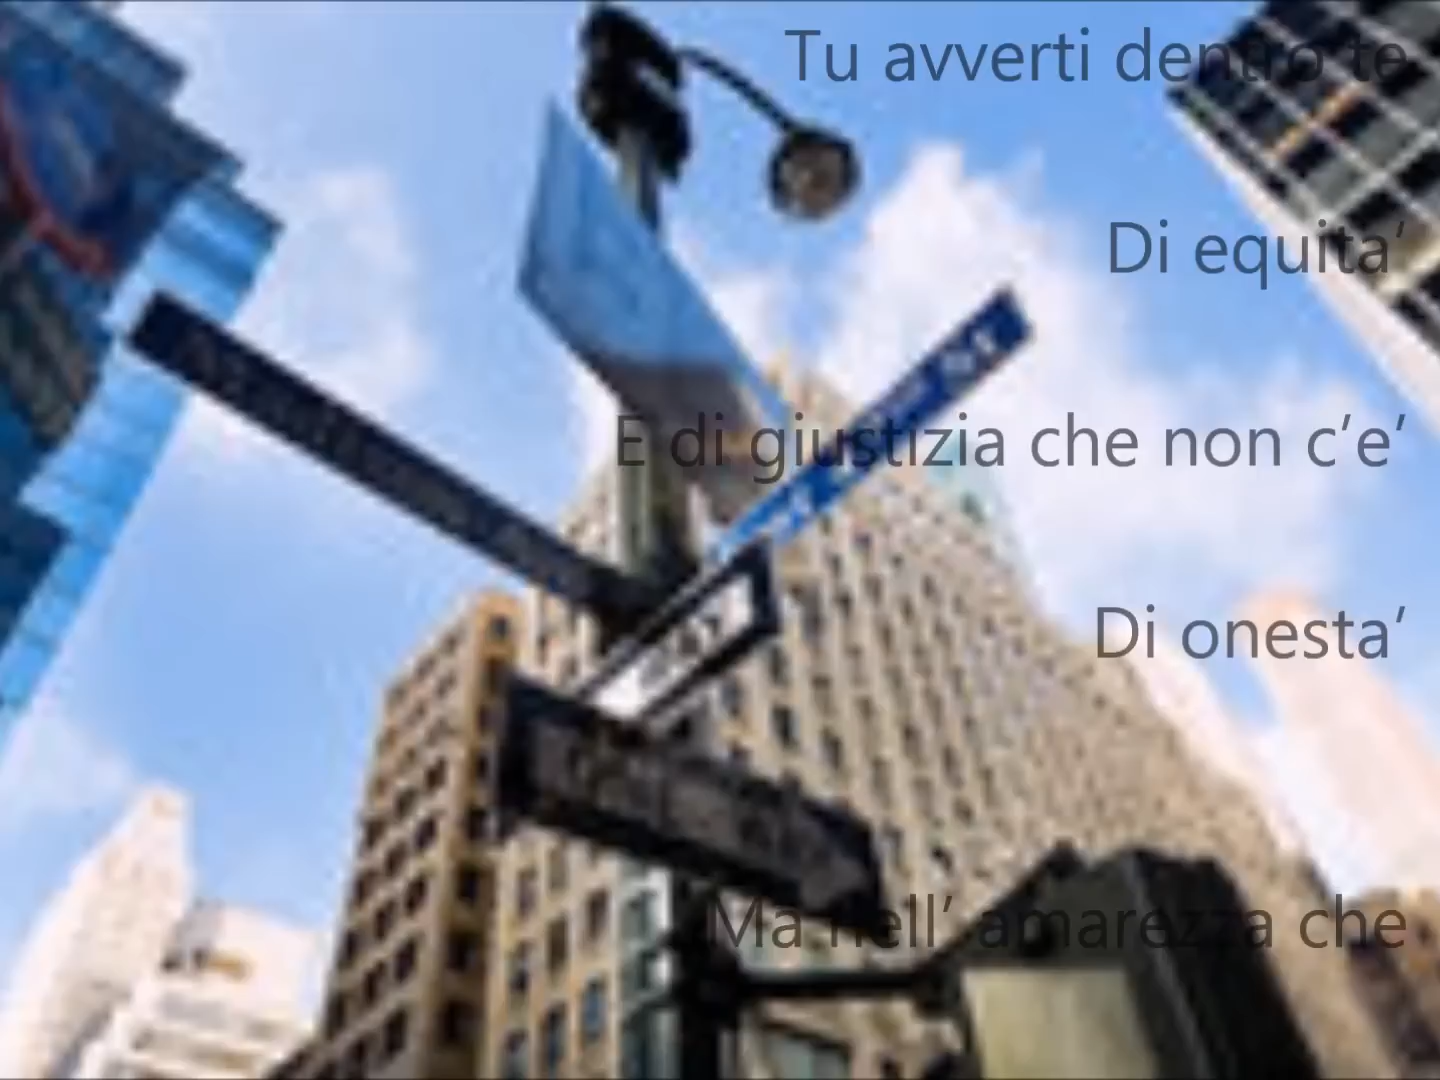 Tu avverti dentro te
Di equita’
E di giustizia che non c’e’
Di onesta’
Ma nell’ amarezza che